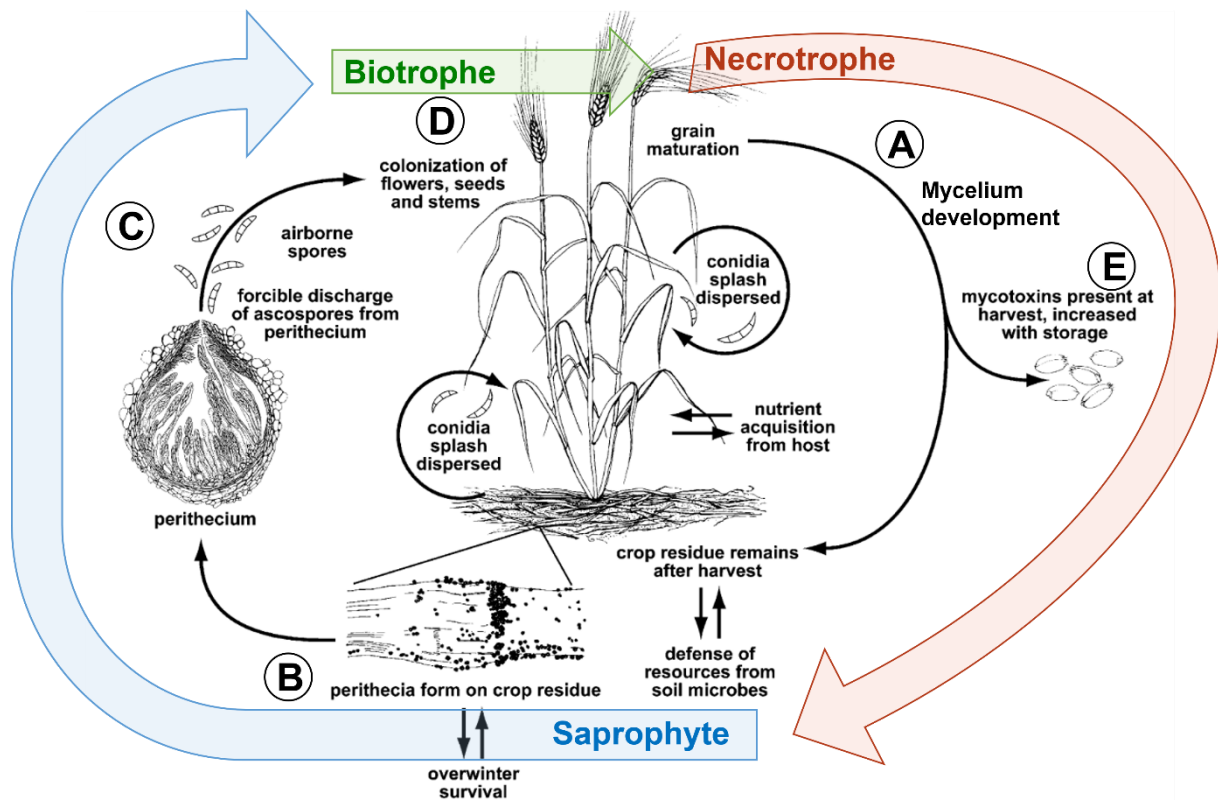 Biotrophe
Necrotrophe
D
A
grain
maturation
colonization of
flowers, seeds
and stems
Mycelium
development
C
airborne
spores
conidia
splash
dispersed
E
mycotoxins present at
harvest, increased
with storage
forcible discharge
of ascospores from
perithecium
conidia
splash
dispersed
nutrient
acquisition
from host
perithecium
crop residue remains
after harvest
defense of
resources from
soil microbes
B
perithecia form on crop residue
Saprophyte
overwinter
survival